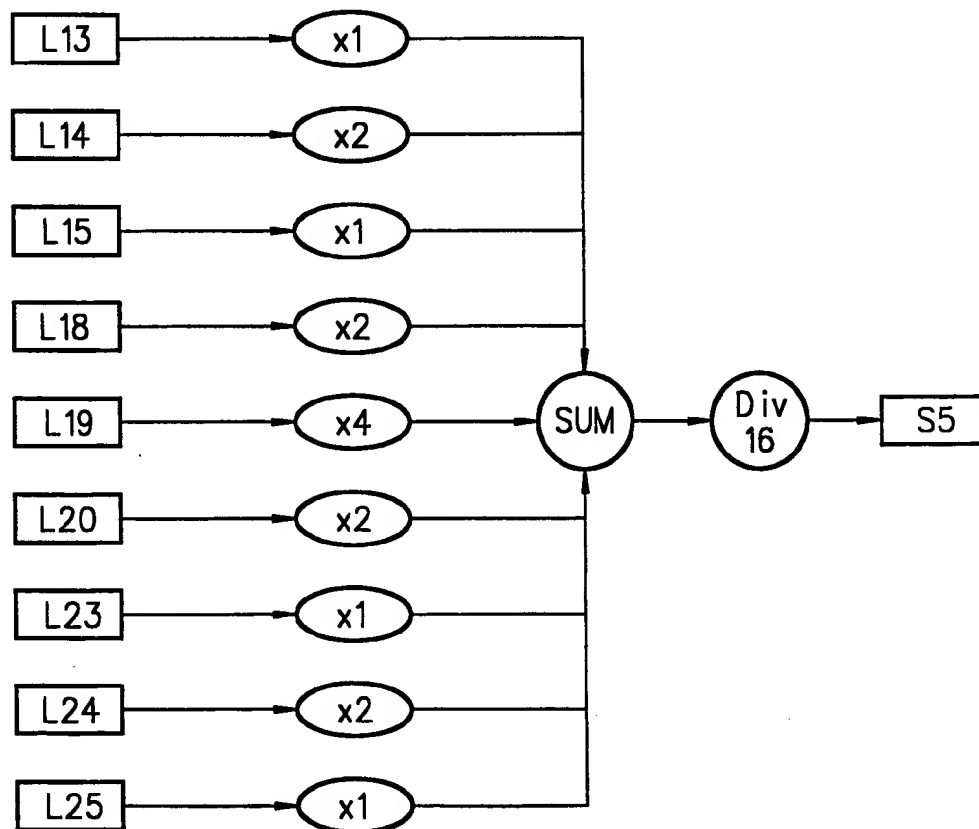 L13 x1
L14 x2
L15 x1
L18 x2
L19 x4 SUM Div 16 S5
L20 x2
L23 x1
L24 x2
L25 x1